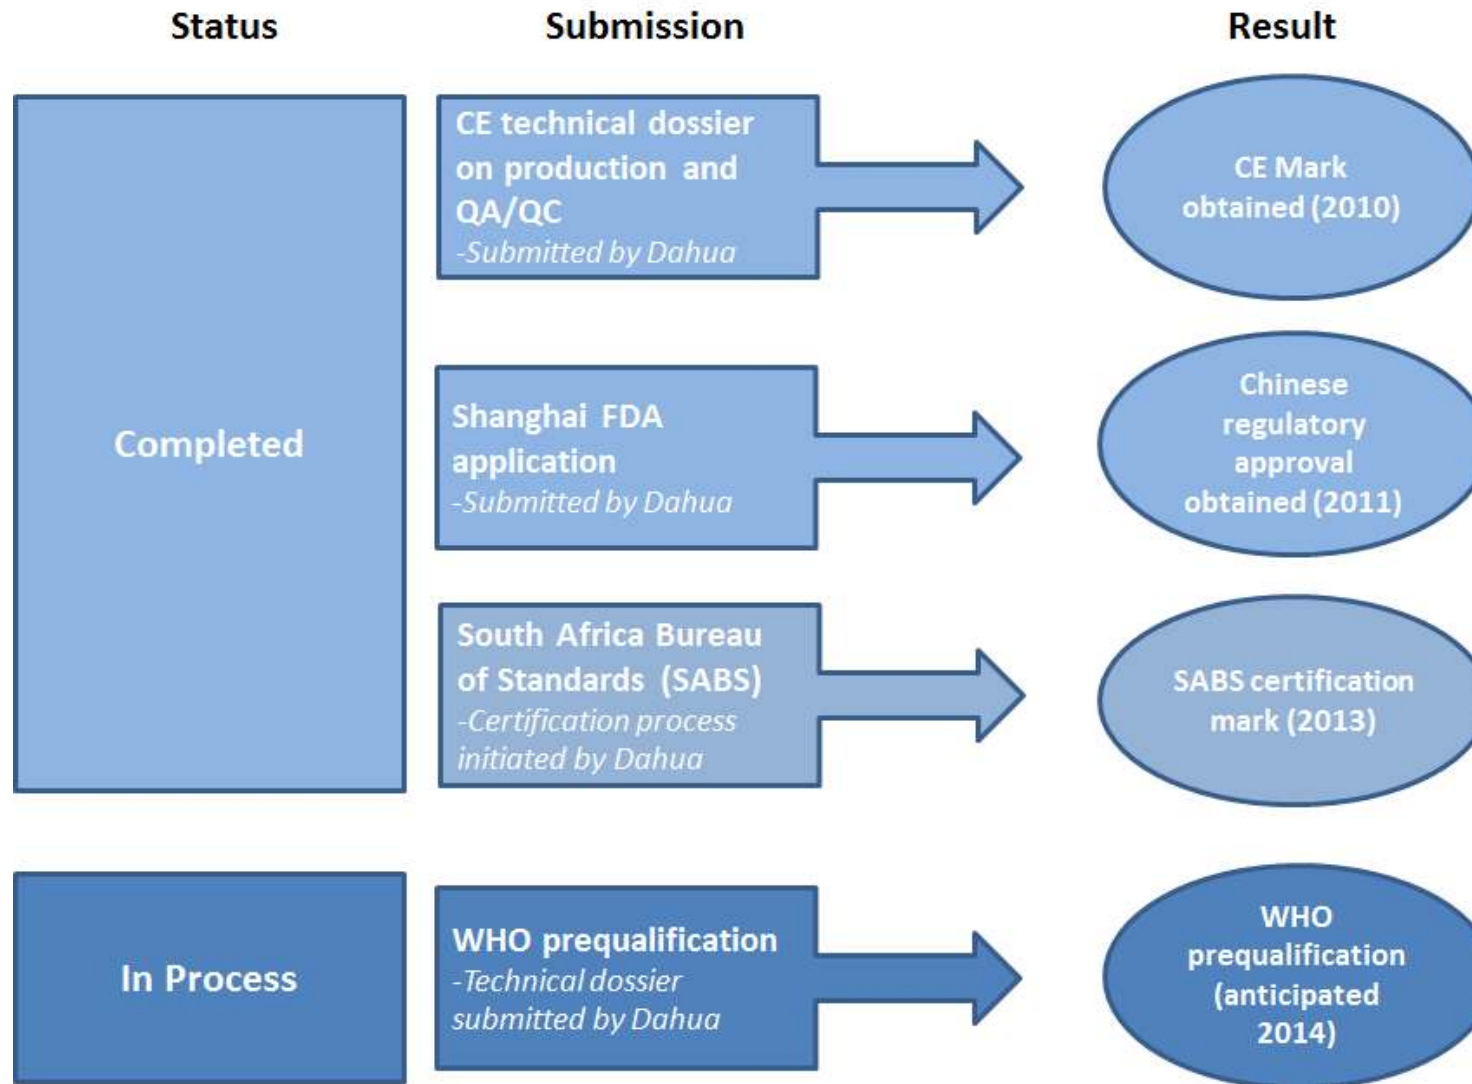 Status
Submission
Result
Completed
CE technical dossier
on production and
QA/QC
-Submitted by Dahua
CE Mark
obtained (2010)
Shanghai FDA
application
-Submitted by Dahua
Chinese
regulatory
approval
obtained (2011)
South Africa Bureau
of Standards (SABS)
-Certification process
initiated by Dahua
SABS certification
mark (2013)
In Process
WHO prequalification
-Technical dossier
submitted by Dahua
WHO
prequalification
(anticipated
2014)